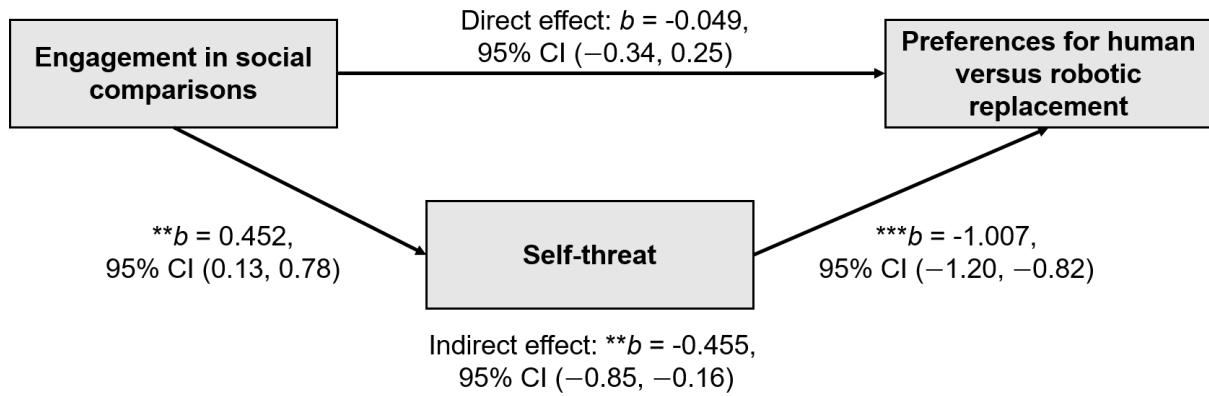 Direct effect: b = -0.049,
95% CI (−0.34, 0.25)
Engagement in social
comparisons
Preferences for human
versus robotic
replacement
**b = 0.452,
95% CI (0.13, 0.78)
Self-threat
***b = -1.007,
95% CI (−1.20, −0.82)
Indirect effect: **b = -0.455,
95% CI (−0.85, −0.16)